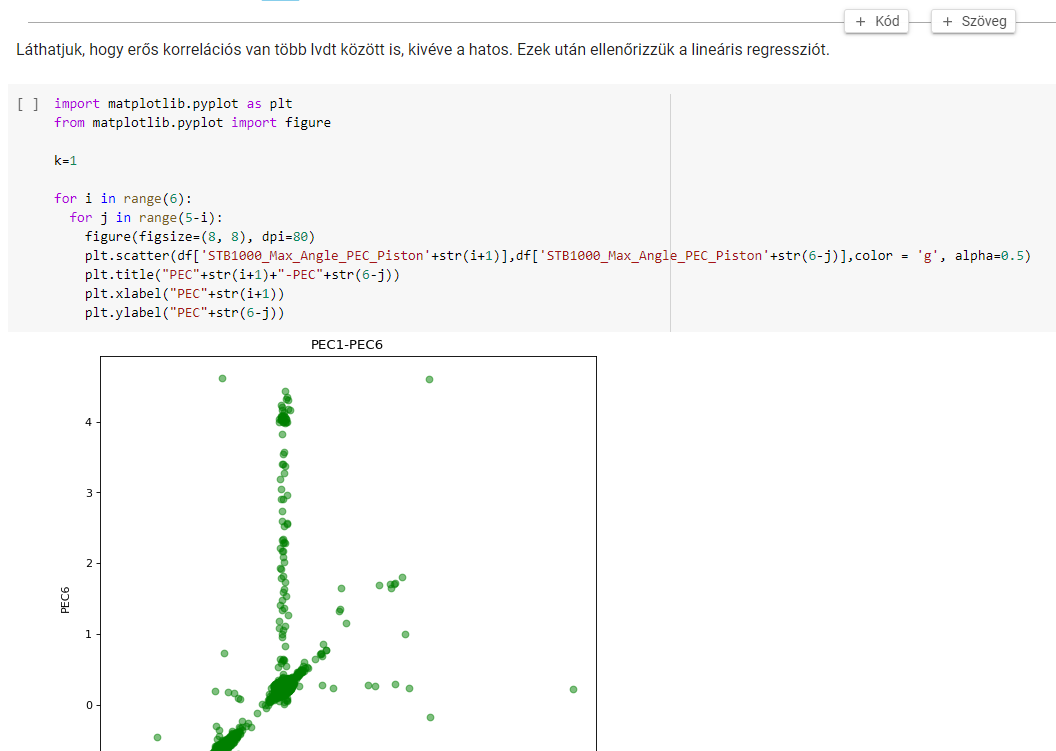 + Kód
+ Szöveg
Láthatjuk, hogy erős korrelációs van több lvdt között is, kivéve a hatos. Ezek után ellenőrizzük a lineáris regressziót.
[ ]
import matplotlib.pyplot as plt
from matplotlib.pyplot import figure
k=1
for i in range(6):
  for j in range(5-i):
    figure(figsize=(8, 8), dpi=80)
    plt.scatter(df['STB1000_Max_Angle_PEC_Piston'+str(i+1)],df['STB1000_Max_Angle_PEC_Piston'+str(6-j)],color = 'g', alpha=0.5)
    plt.title("PEC"+str(i+1)+"-PEC"+str(6-j))
    plt.xlabel("PEC"+str(i+1))
    plt.ylabel("PEC"+str(6-j))
PEC1-PEC6
4
3
2
PEC6
1
0